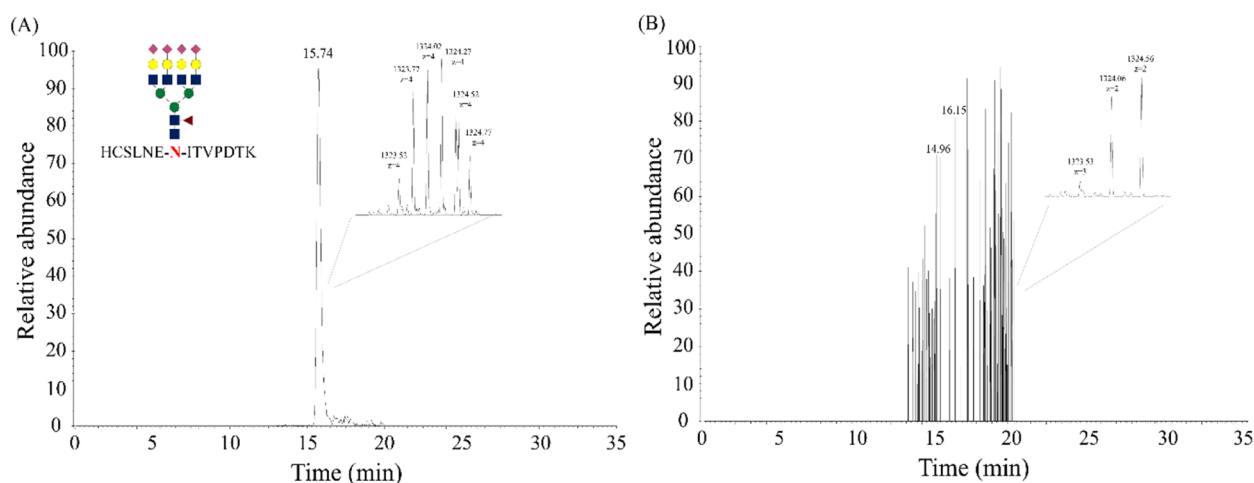 (A)
100
90
80
70
60
50
40
30
20
10
0
Relative abundance
0 5 10 15 20 25 30 35
Time (min)
HCSLNE-N-ITVPDTK
15.74
1323.52
z=4
1323.77
z=4
1324.02
z=4
1324.27
z=4
1324.52
z=4
1324.77
z=4
(B)
100
90
80
70
60
50
40
30
20
10
0
Relative abundance
0 5 10 15 20 25 30 35
Time (min)
14.96
16.15
1323.53
z=3
1324.06
z=2
1324.56
z=2